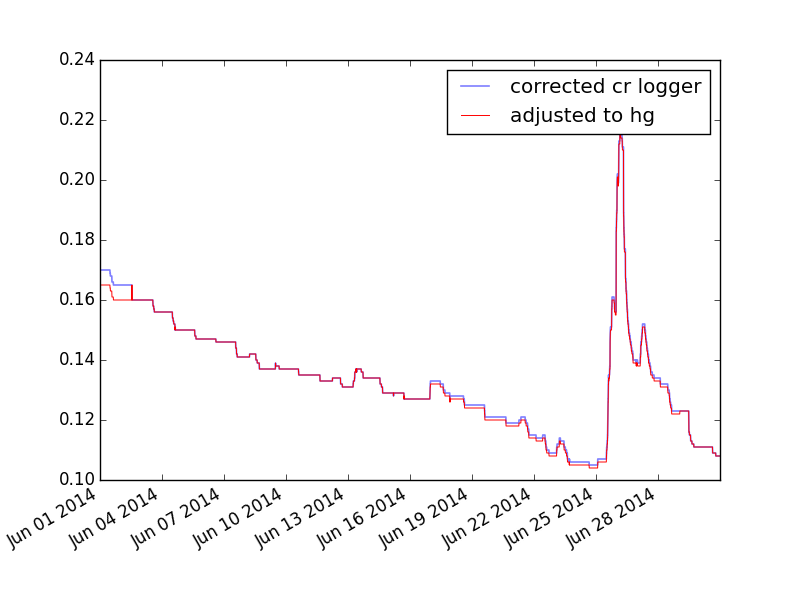 0.24
0.22
0.20
0.18
0.16
0.14
0.12
0.10
corrected cr logger
adjusted to hg
Jun 01 2014
Jun 04 2014
Jun 07 2014
Jun 10 2014
Jun 13 2014
Jun 16 2014
Jun 19 2014
Jun 22 2014
Jun 25 2014
Jun 28 2014